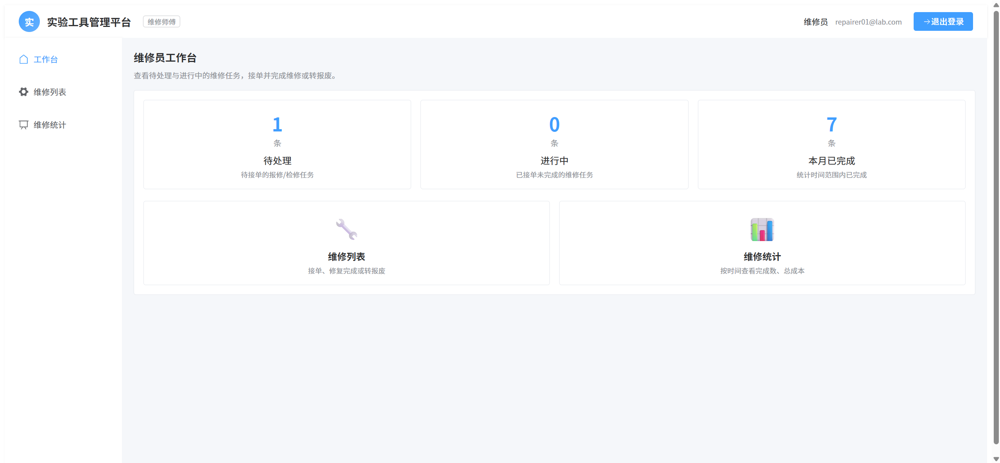 实 实验工具管理平台 维修师傅 维修员 repairer01@lab.com →退出登录
工作台
维修列表
维修统计
维修员工作台
查看待处理与进行中的维修任务，接单并完成维修或转报废。
1
条
待处理
待接单的报修/检修任务
0
条
进行中
已接单未完成的维修任务
7
条
本月已完成
统计时间范围内已完成
维修列表
接单、修复完成或转报废
维修统计
按时间查看完成数、总成本